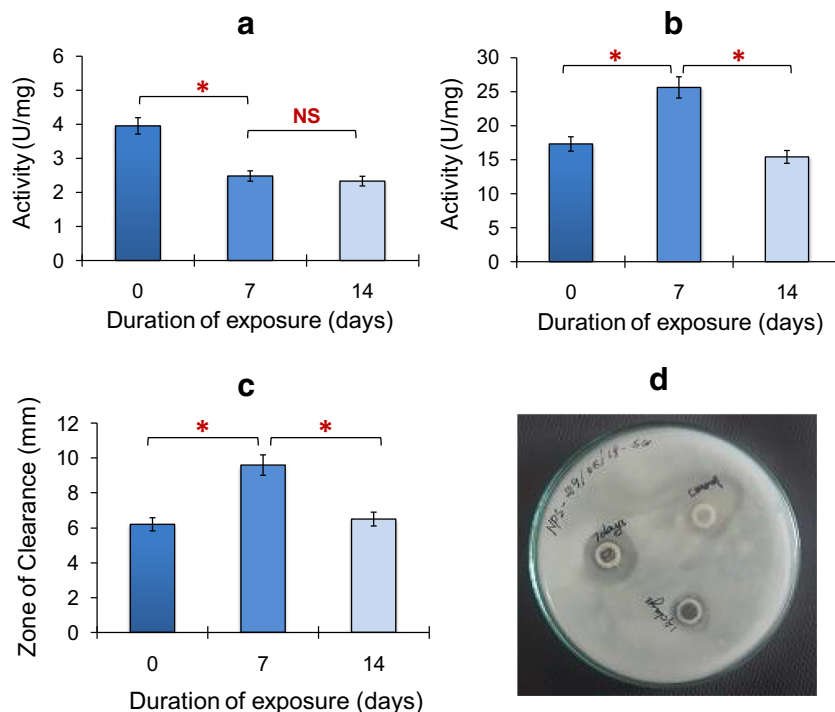 a
Activity (U/mg)
6
5
4
3
2
1
0
*
NS
0 7 14
Duration of exposure (days)
b
Activity (U/mg)
30
25
20
15
10
5
0
* *
0 7 14
Duration of exposure (days)
c
Zone of Clearance (mm)
12
10
8
6
4
2
0
* *
0 7 14
Duration of exposure (days)
d
control
7days